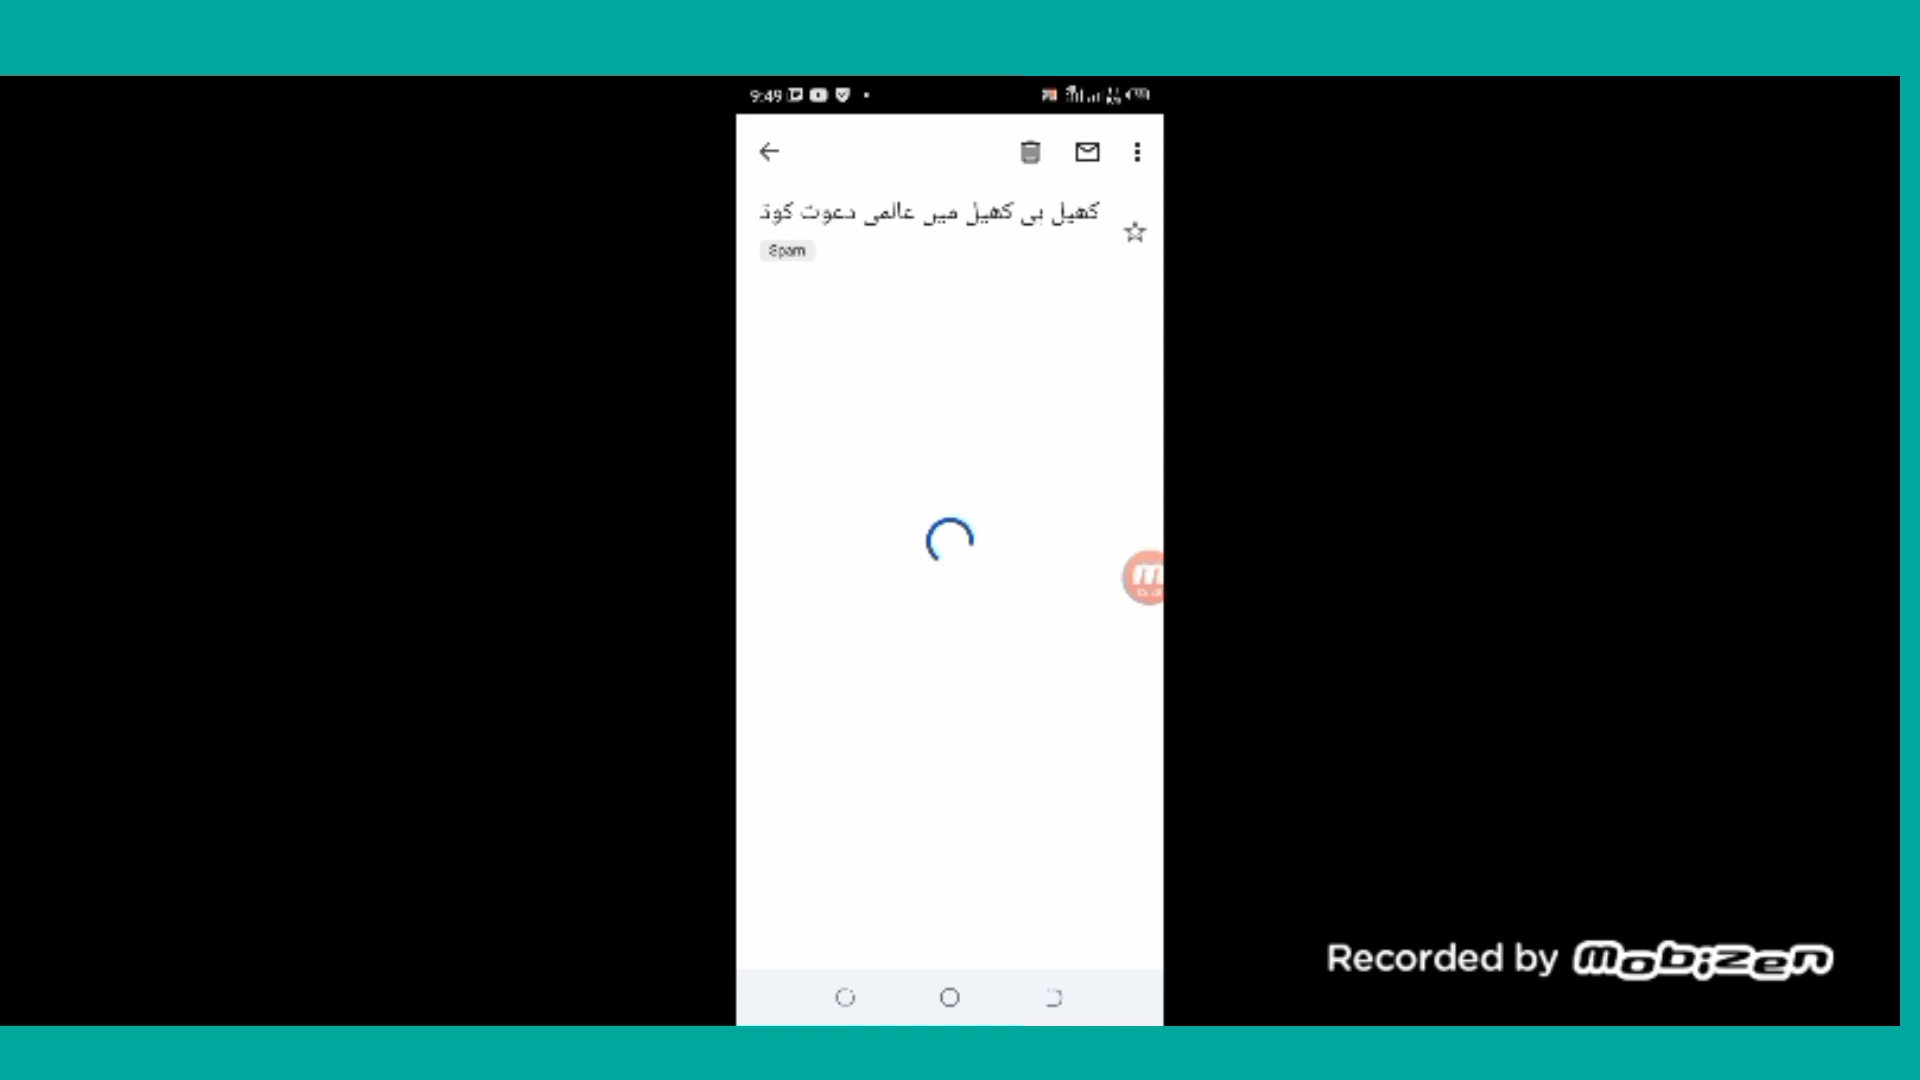 9:49
کھیل ہی کھیل میں عالمی دعوت کوڈ
Spam
m
Recorded by mobizen